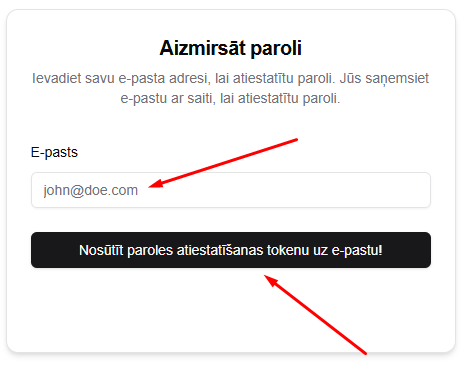 Aizmirsāt paroli
Ievadiet savu e-pasta adresi, lai atiestatītu paroli. Jūs saņemsiet
e-pastu ar saiti, lai atiestatītu paroli.
E-pasts
john@doe.com
Nosūtīt paroles atiestatīšanas tokenu uz e-pastu!